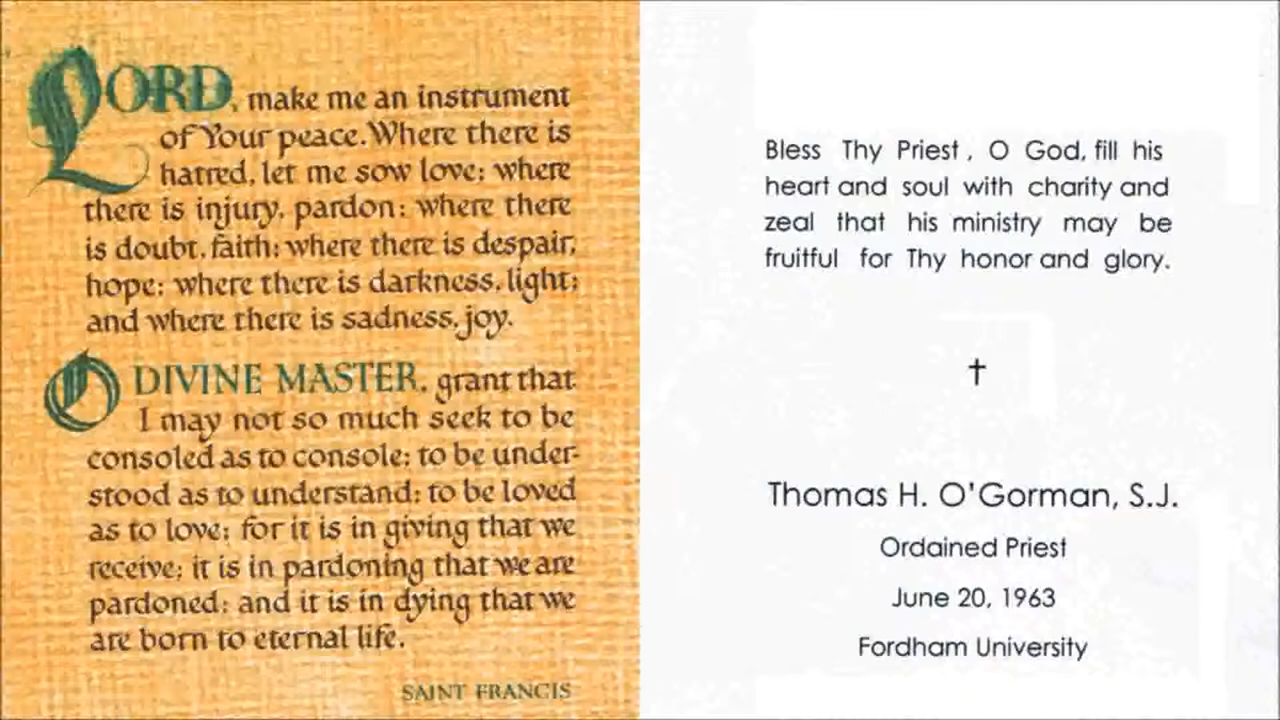 LORD, make me an instrument
of Your peace. Where there is
hatred, let me sow love; where
there is injury, pardon; where there
is doubt, faith; where there is despair,
hope; where there is darkness, light;
and where there is sadness, joy.
O DIVINE MASTER, grant that
I may not so much seek to be
consoled as to console; to be under-
stood as to understand; to be loved
as to love; for it is in giving that we
receive; it is in pardoning that we are
pardoned; and it is in dying that we
are born to eternal life.
SAINT FRANCIS
Bless Thy Priest, O God, fill his
heart and soul with charity and
zeal that his ministry may be
fruitful for Thy honor and glory.
†
Thomas H. O'Gorman, S.J.
Ordained Priest
June 20, 1963
Fordham University